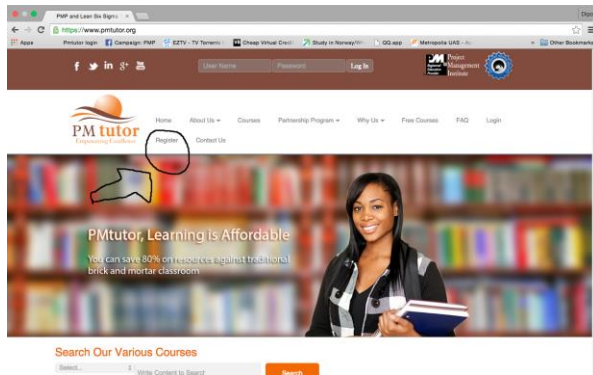 PMP and Lean Six Sigma
https://www.pmtutor.org
Apps Pmtutor login Campaign: PMP EZTV - TV Torrents Cheap Virtual Credit Study in Norway QQ.app Metropolia UAS Other Bookmarks
User Name Password Log In
Project
Management
Institute
PM tutor
Empowering Excellence
Home About Us Courses Partnership Program Why Us Free Courses FAQ Login
Register Contact Us
PMtutor, Learning is Affordable
You can save 80% on resources against traditional
brick and mortar classroom
Search Our Various Courses
Select... Write Content to Search Search